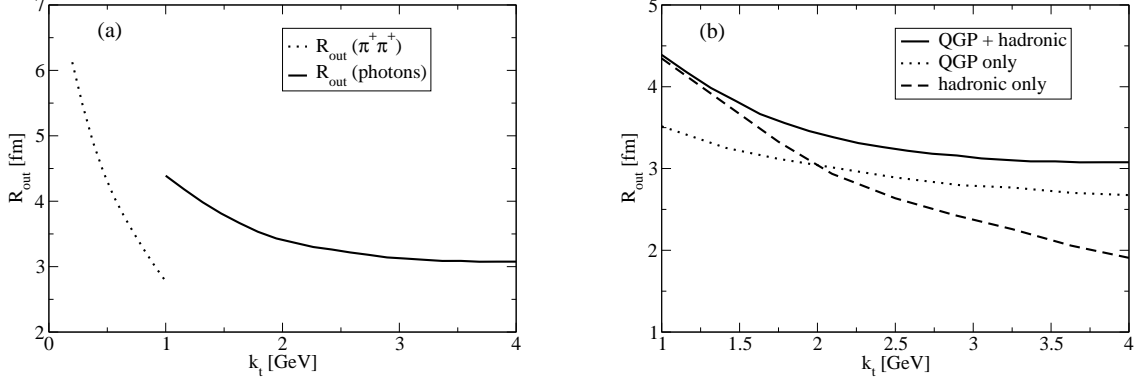 (a)
R_out (π⁺π⁺)
R_out (photons)
7
6
5
4
3
2
R_out [fm]
0
1
2
3
4
k_t [GeV]
(b)
QGP + hadronic
QGP only
hadronic only
5
4
3
2
1
R_out [fm]
1
1.5
2
2.5
3
3.5
4
k_t [GeV]